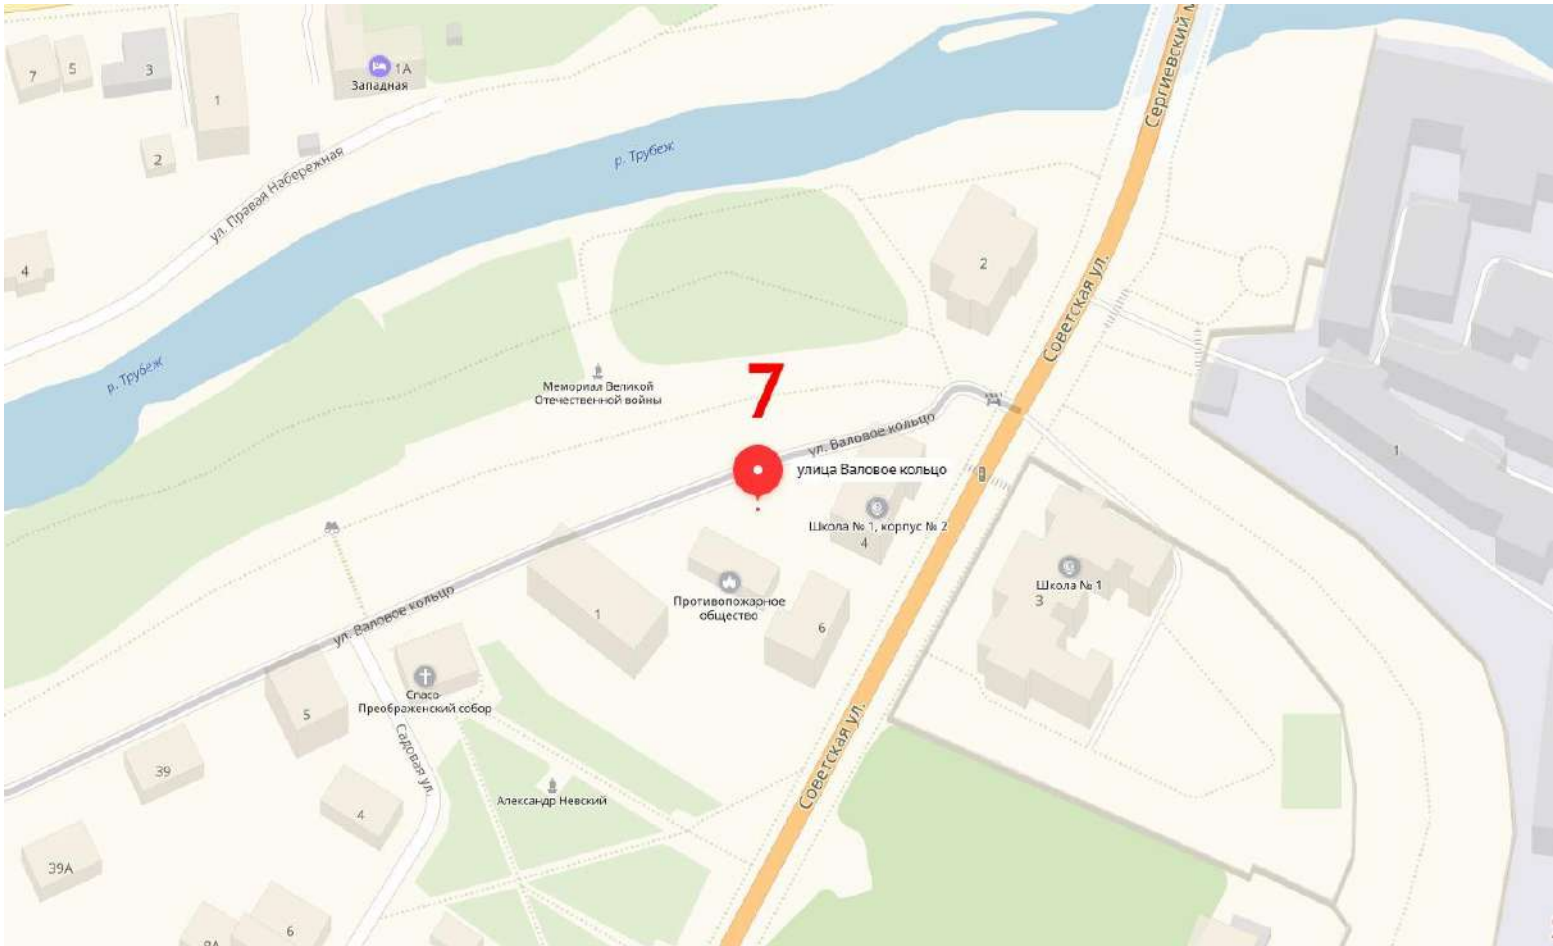 Сергиевский
7
5
3
1А
Западная
1
2
ул. Правая Набережная
р. Трубеж
4
2
Советская ул.
р. Трубеж
Мемориал Великой
Отечественной войны
7
ул. Валовое кольцо
улица Валовое кольцо
1
Школа № 1, корпус № 2
4
Школа № 1
3
Противопожарное
общество
1
6
ул. Валовое кольцо
Спасо-
Преображенский собор
5
Садовая ул.
Советская ул.
39
Александр Невский
4
39А
6